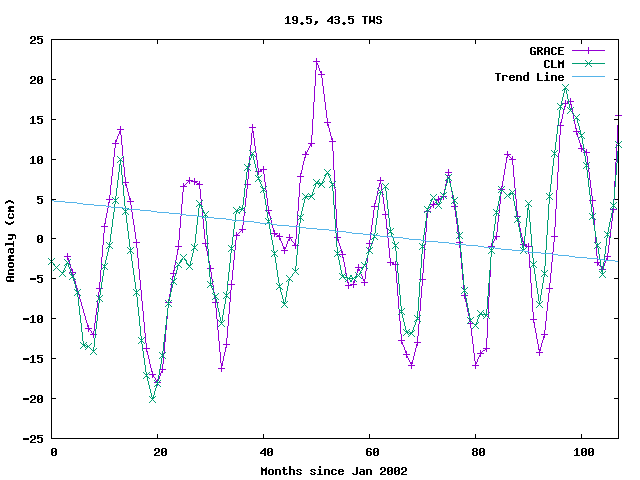 19.5, 43.5 TWS
GRACE
CLM
Trend Line
Anomaly (cm)
25
20
15
10
5
0
-5
-10
-15
-20
-25
0 20 40 60 80 100
Months since Jan 2002